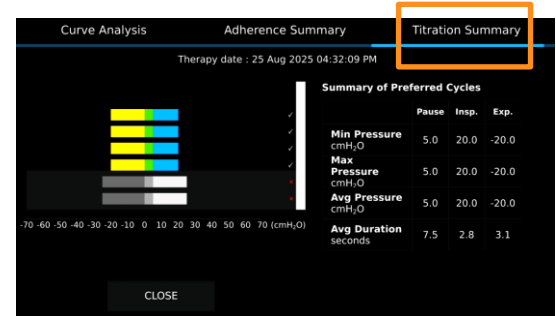 Curve Analysis Adherence Summary Titration Summary
Therapy date : 25 Aug 2025 04:32:09 PM
Summary of Preferred Cycles
Pause Insp. Exp.
Min Pressure
cmH₂O 5.0 20.0 -20.0
Max
Pressure
cmH₂O 5.0 20.0 -20.0
Avg Pressure
cmH₂O 5.0 20.0 -20.0
Avg Duration
seconds 7.5 2.8 3.1
-70 -60 -50 -40 -30 -20 -10 0 10 20 30 40 50 60 70 (cmH₂O)
CLOSE